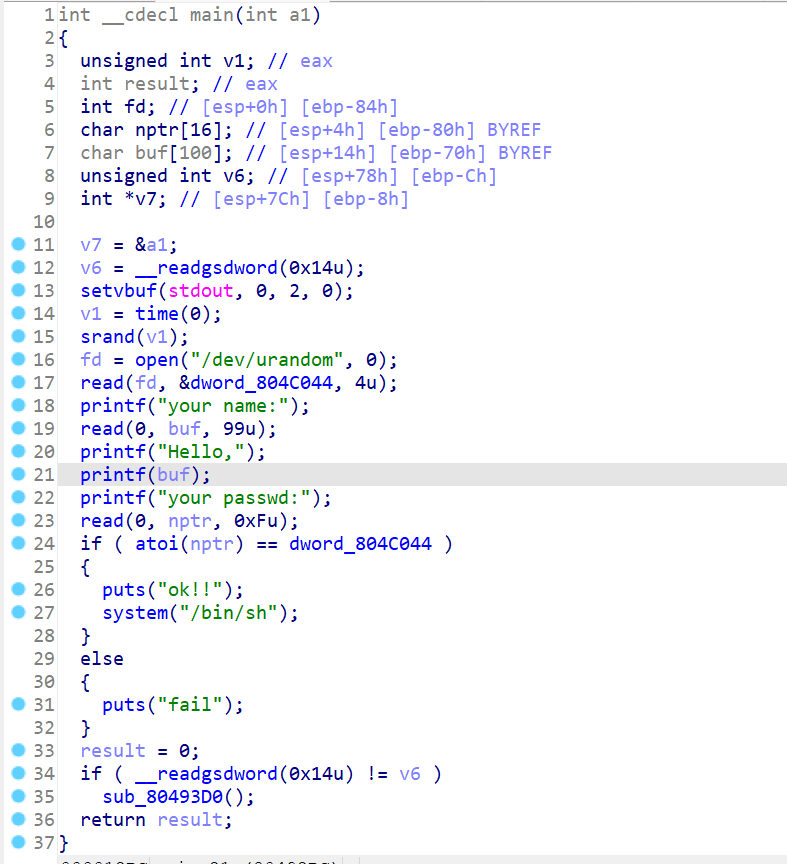 1 int __cdecl main(int a1)
2 {
3   unsigned int v1; // eax
4   int result; // eax
5   int fd; // [esp+0h] [ebp-84h]
6   char nptr[16]; // [esp+4h] [ebp-80h] BYREF
7   char buf[100]; // [esp+14h] [ebp-70h] BYREF
8   unsigned int v6; // [esp+78h] [ebp-Ch]
9   int *v7; // [esp+7Ch] [ebp-8h]
10
11   v7 = &a1;
12   v6 = __readgsdword(0x14u);
13   setvbuf(stdout, 0, 2, 0);
14   v1 = time(0);
15   srand(v1);
16   fd = open("/dev/urandom", 0);
17   read(fd, &dword_804C044, 4u);
18   printf("your name:");
19   read(0, buf, 99u);
20   printf("Hello,");
21   printf(buf);
22   printf("your passwd:");
23   read(0, nptr, 0xFu);
24   if ( atoi(nptr) == dword_804C044 )
25   {
26     puts("ok!!");
27     system("/bin/sh");
28   }
29   else
30   {
31     puts("fail");
32   }
33   result = 0;
34   if ( __readgsdword(0x14u) != v6 )
35     sub_80493D0();
36   return result;
37 }